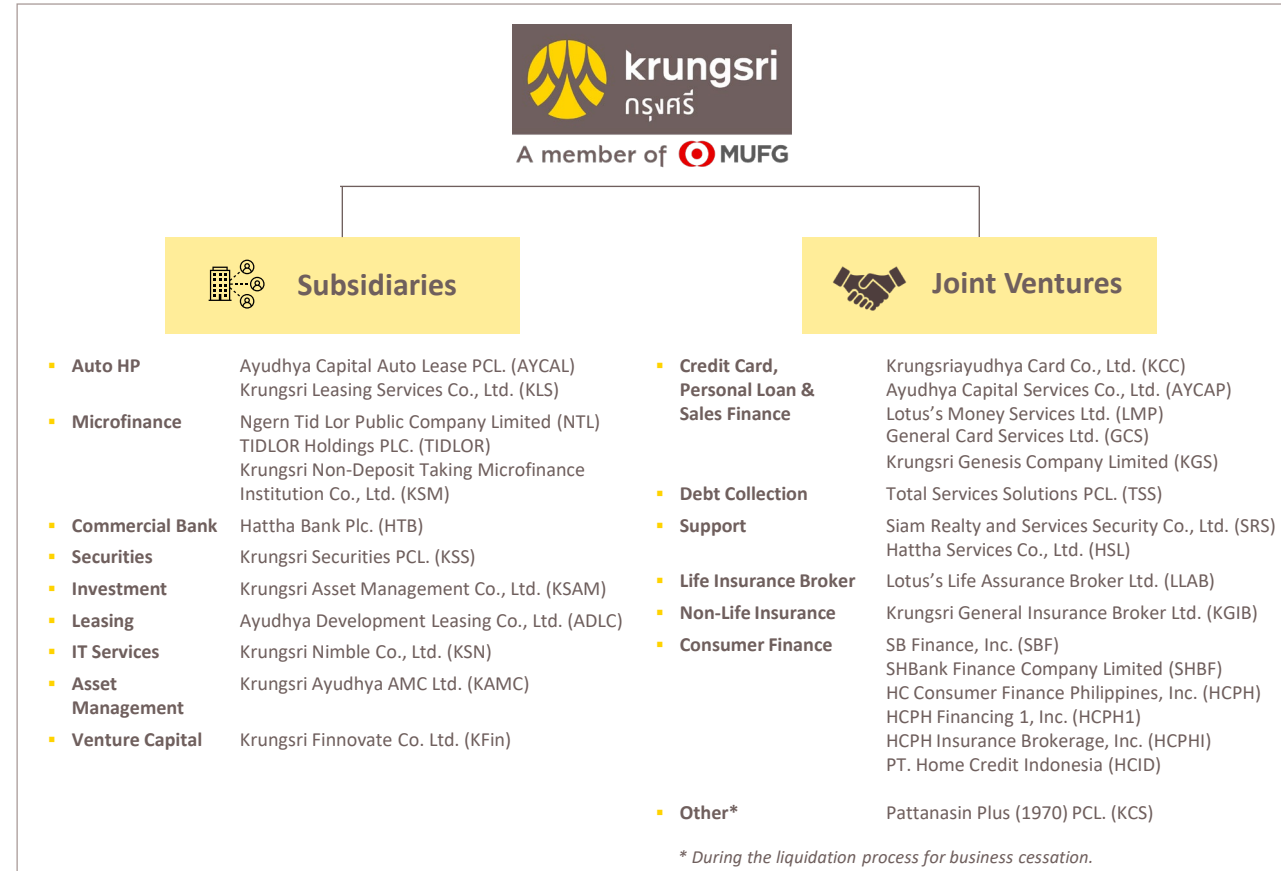 krungsri
กรุงศรี
A member of MUFG
Subsidiaries
Joint Ventures
▪ Auto HP Ayudhya Capital Auto Lease PCL. (AYCAL)
Krungsri Leasing Services Co., Ltd. (KLS)
▪ Microfinance Ngern Tid Lor Public Company Limited (NTL)
TIDLOR Holdings PLC. (TIDLOR)
Krungsri Non-Deposit Taking Microfinance
Institution Co., Ltd. (KSM)
▪ Commercial Bank Hattha Bank Plc. (HTB)
▪ Securities Krungsri Securities PCL. (KSS)
▪ Investment Krungsri Asset Management Co., Ltd. (KSAM)
▪ Leasing Ayudhya Development Leasing Co., Ltd. (ADLC)
▪ IT Services Krungsri Nimble Co., Ltd. (KSN)
▪ Asset Krungsri Ayudhya AMC Ltd. (KAMC)
Management
▪ Venture Capital Krungsri Finnovate Co. Ltd. (KFin)
▪ Credit Card, Krungsriayudhya Card Co., Ltd. (KCC)
Personal Loan & Ayudhya Capital Services Co., Ltd. (AYCAP)
Sales Finance Lotus's Money Services Ltd. (LMP)
General Card Services Ltd. (GCS)
Krungsri Genesis Company Limited (KGS)
▪ Debt Collection Total Services Solutions PCL. (TSS)
▪ Support Siam Realty and Services Security Co., Ltd. (SRS)
Hattha Services Co., Ltd. (HSL)
▪ Life Insurance Broker Lotus's Life Assurance Broker Ltd. (LLAB)
▪ Non-Life Insurance Krungsri General Insurance Broker Ltd. (KGIB)
▪ Consumer Finance SB Finance, Inc. (SBF)
SHBank Finance Company Limited (SHBF)
HC Consumer Finance Philippines, Inc. (HCPH)
HCPH Financing 1, Inc. (HCPH1)
HCPH Insurance Brokerage, Inc. (HCPHI)
PT. Home Credit Indonesia (HCID)
▪ Other* Pattanasin Plus (1970) PCL. (KCS)
* During the liquidation process for business cessation.